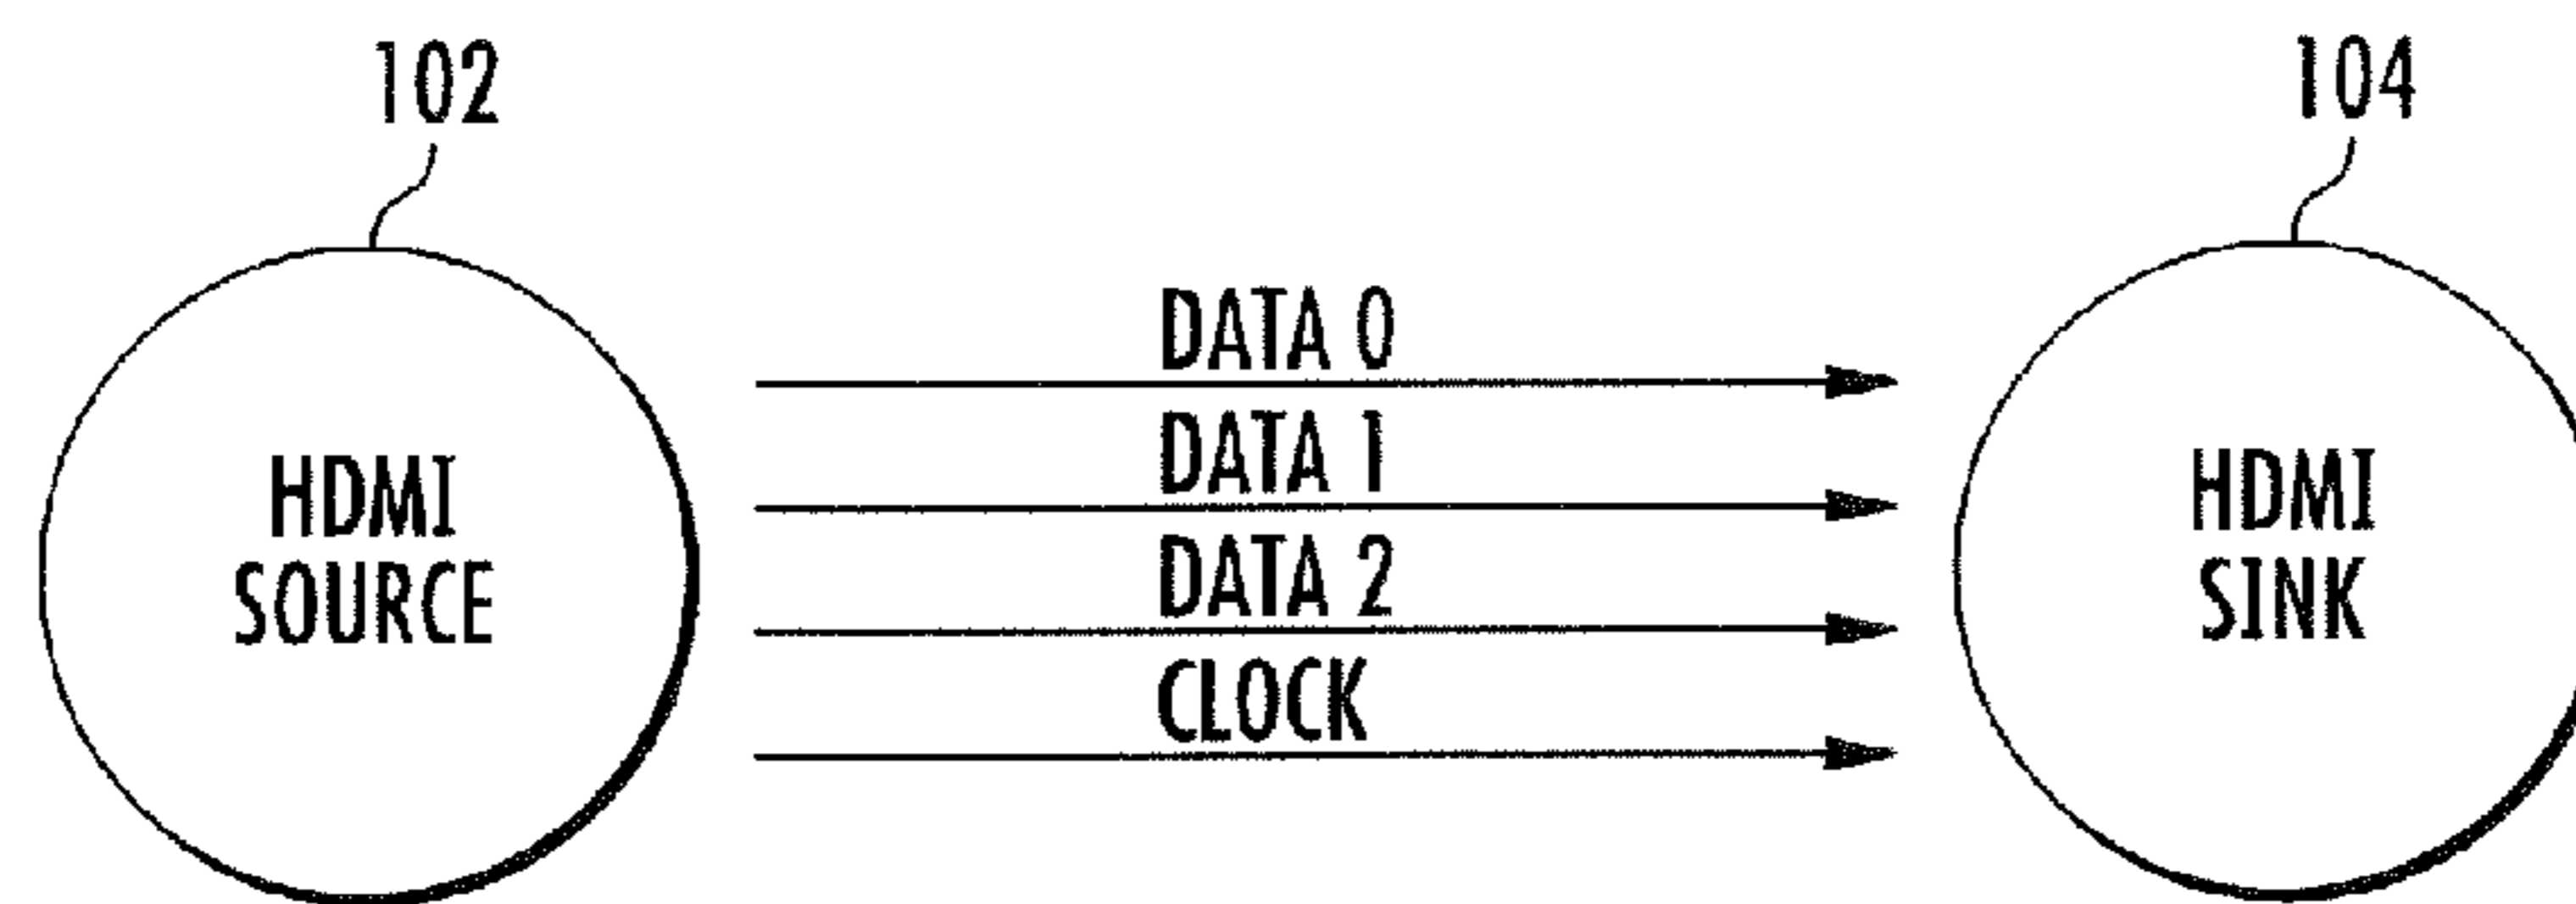 102
104
HDMI
SOURCE
DATA 0
DATA 1
DATA 2
CLOCK
HDMI
SINK